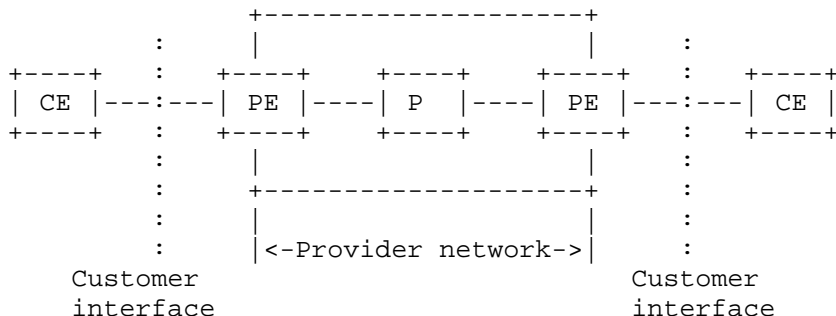 CE PE P PE CE
<-Provider network->
Customer Customer
interface interface